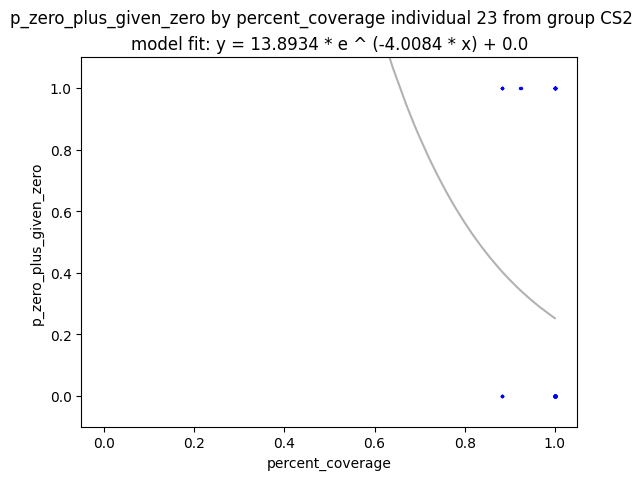 p_zero_plus_given_zero by percent_coverage individual 23 from group CS2
model fit: y = 13.8934 * e ^ (-4.0084 * x) + 0.0
1.0
0.8
0.6
0.4
0.2
0.0
p_zero_plus_given_zero
0.0 0.2 0.4 0.6 0.8 1.0
percent_coverage